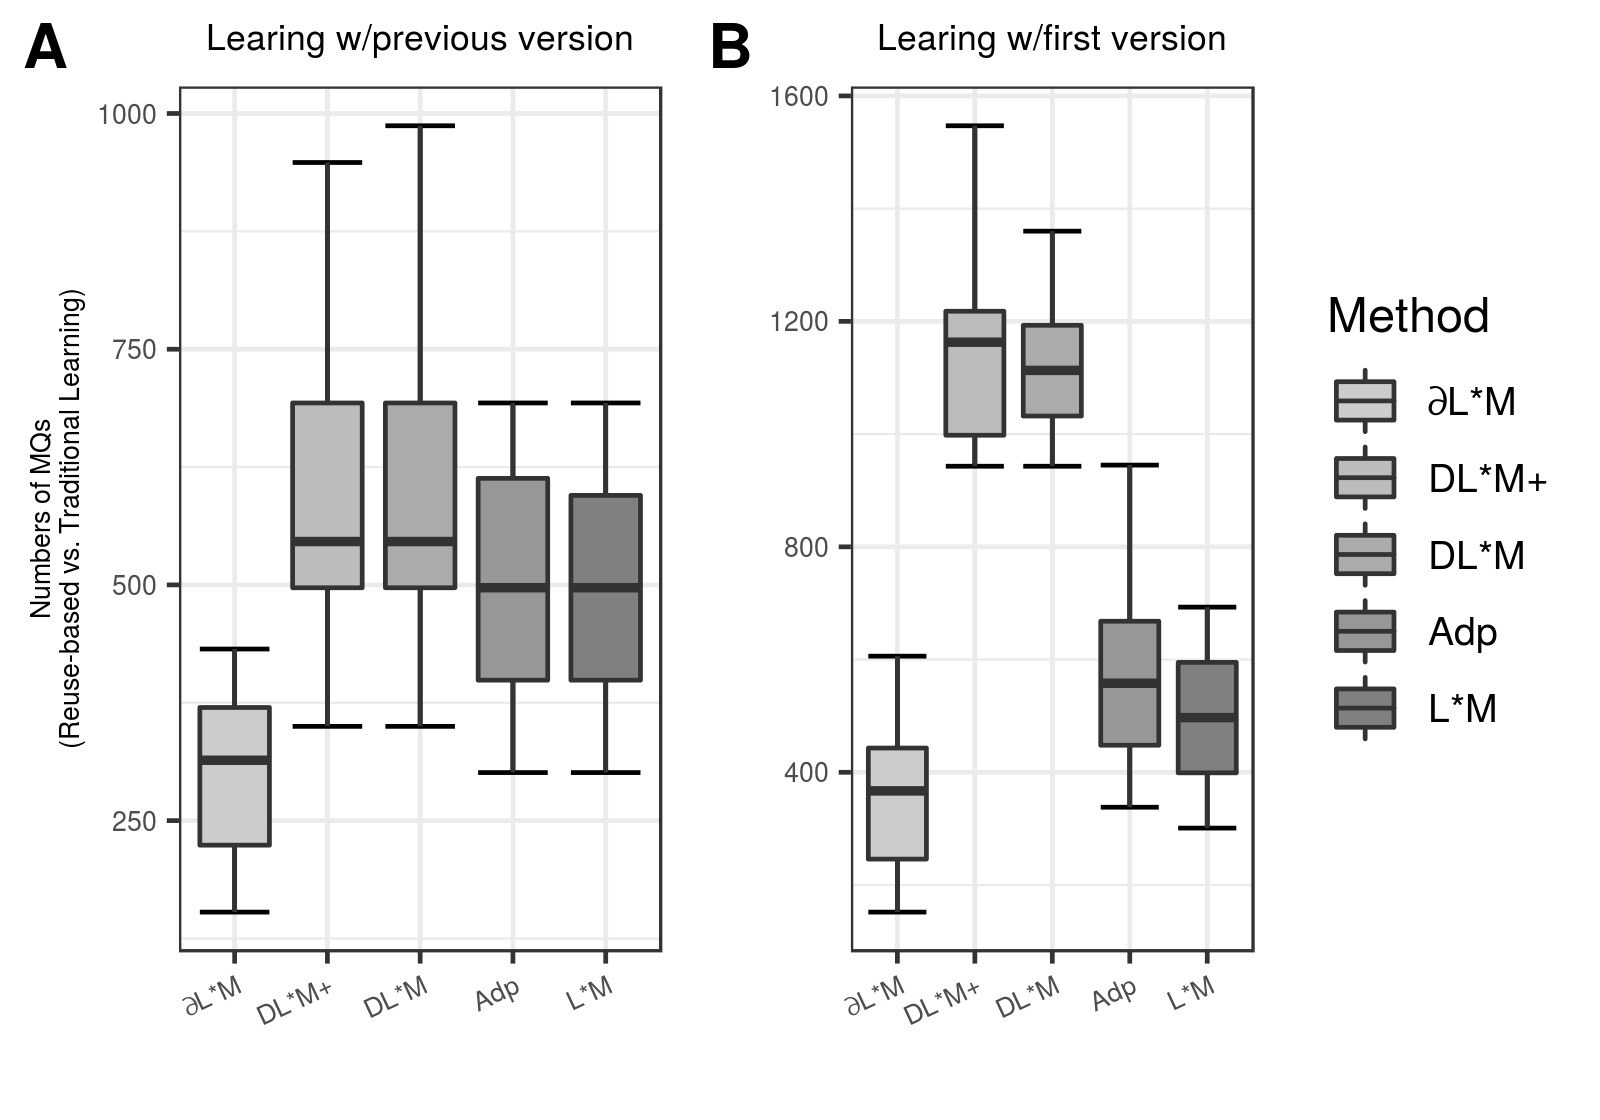 A
Learing w/previous version
B
Learing w/first version
Numbers of MQs
(Reuse-based vs. Traditional Learning)
1000
750
500
250
∂L*M
DL*M+
DL*M
Adp
L*M
1600
1200
800
400
∂L*M
DL*M+
DL*M
Adp
L*M
Method
∂L*M
DL*M+
DL*M
Adp
L*M